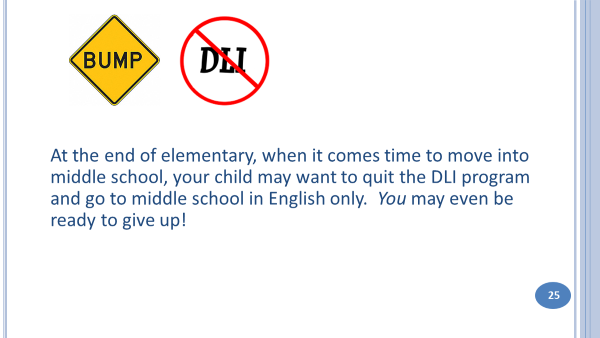 BUMP
DLI
At the end of elementary, when it comes time to move into
middle school, your child may want to quit the DLI program
and go to middle school in English only.  You may even be
ready to give up!
25